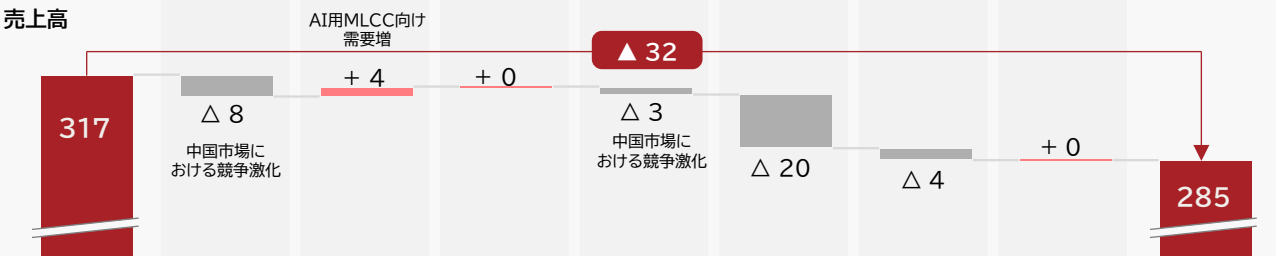 売上高
AI用MLCC向け
需要増
▲ 32
317
△ 8
中国市場に
おける競争激化
+ 4
+ 0
△ 3
中国市場に
おける競争激化
△ 20
△ 4
+ 0
285